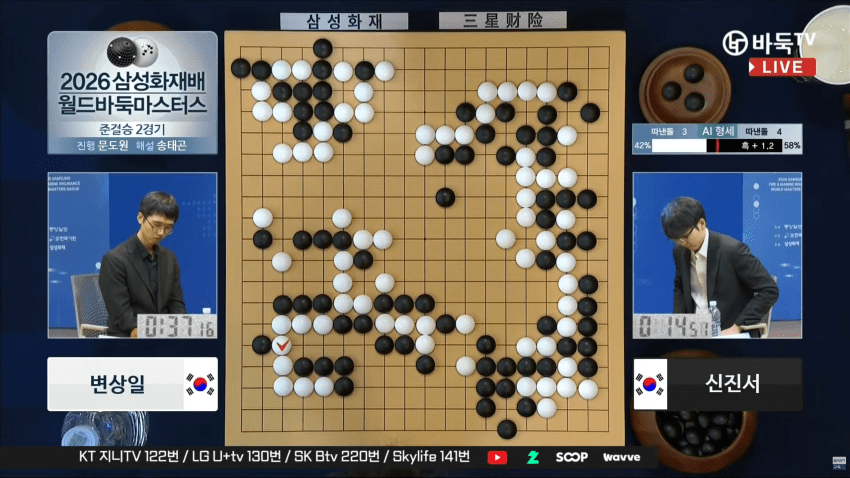 삼성화재 三星财险
바둑TV
LIVE
2026 삼성화재배
월드바둑마스터스
준결승 2경기
진행 문도원 해설 송태곤
따낸돌 3 AI 형세 따낸돌 4
42% 흑 + 1.2 58%
0:37 16
0:14 50
변상일
신진서
KT 지니TV 122번 / LG U+tv 130번 / SK Btv 220번 / Skylife 141번 SOOP wavve